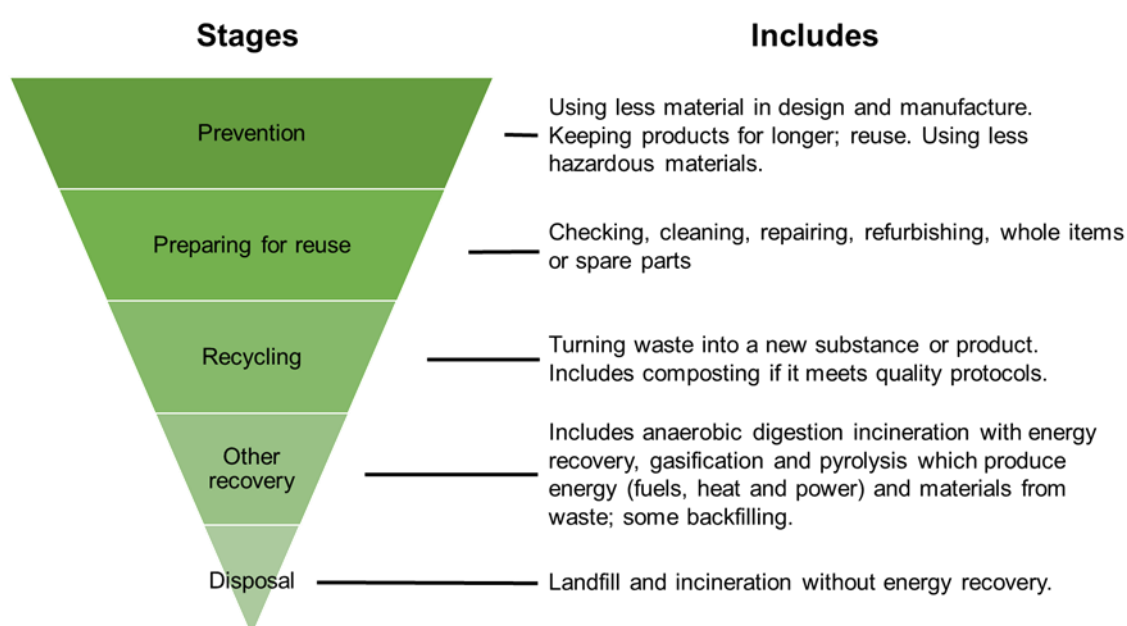 Stages
Includes
Prevention
Using less material in design and manufacture.
Keeping products for longer; reuse. Using less
hazardous materials.
Preparing for reuse
Checking, cleaning, repairing, refurbishing, whole items
or spare parts
Recycling
Turning waste into a new substance or product.
Includes composting if it meets quality protocols.
Other
recovery
Includes anaerobic digestion incineration with energy
recovery, gasification and pyrolysis which produce
energy (fuels, heat and power) and materials from
waste; some backfilling.
Disposal
Landfill and incineration without energy recovery.